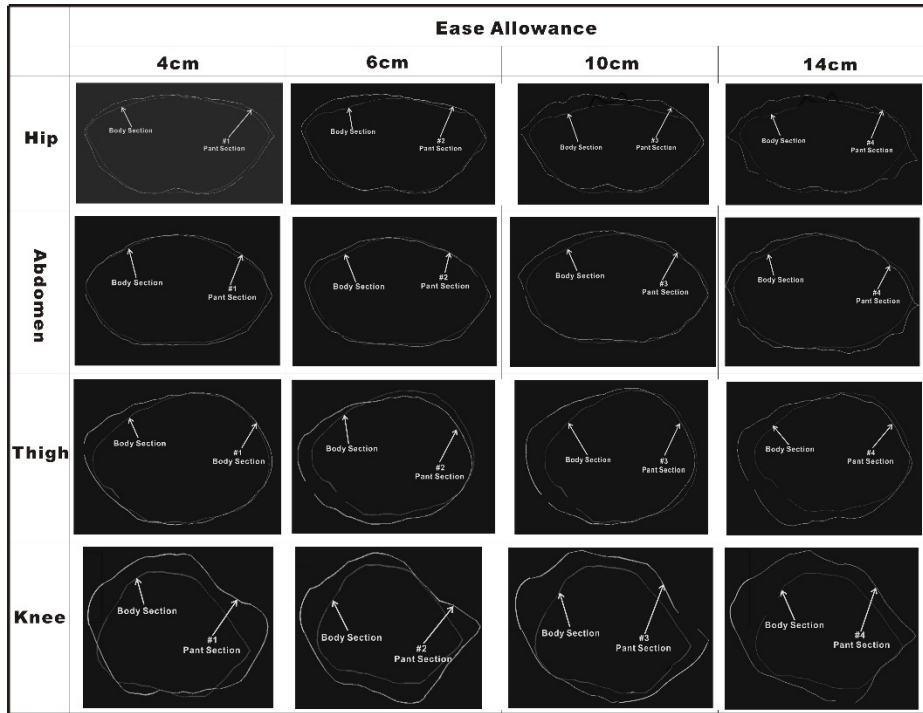 Ease Allowance
4cm
6cm
10cm
14cm
Hip
Body Section
#1
Pant Section
Body Section
#2
Pant Section
Body Section
#3
Pant Section
Body Section
#4
Pant Section
Abdomen
Body Section
#1
Pant Section
Body Section
#2
Pant Section
Body Section
#3
Pant Section
Body Section
#4
Pant Section
Thigh
Body Section
#1
Body Section
Body Section
#2
Pant Section
Body Section
#3
Pant Section
Body Section
#4
Pant Section
Knee
Body Section
#1
Pant Section
Body Section
#2
Pant Section
Body Section
#3
Pant Section
Body Section
#4
Pant Section